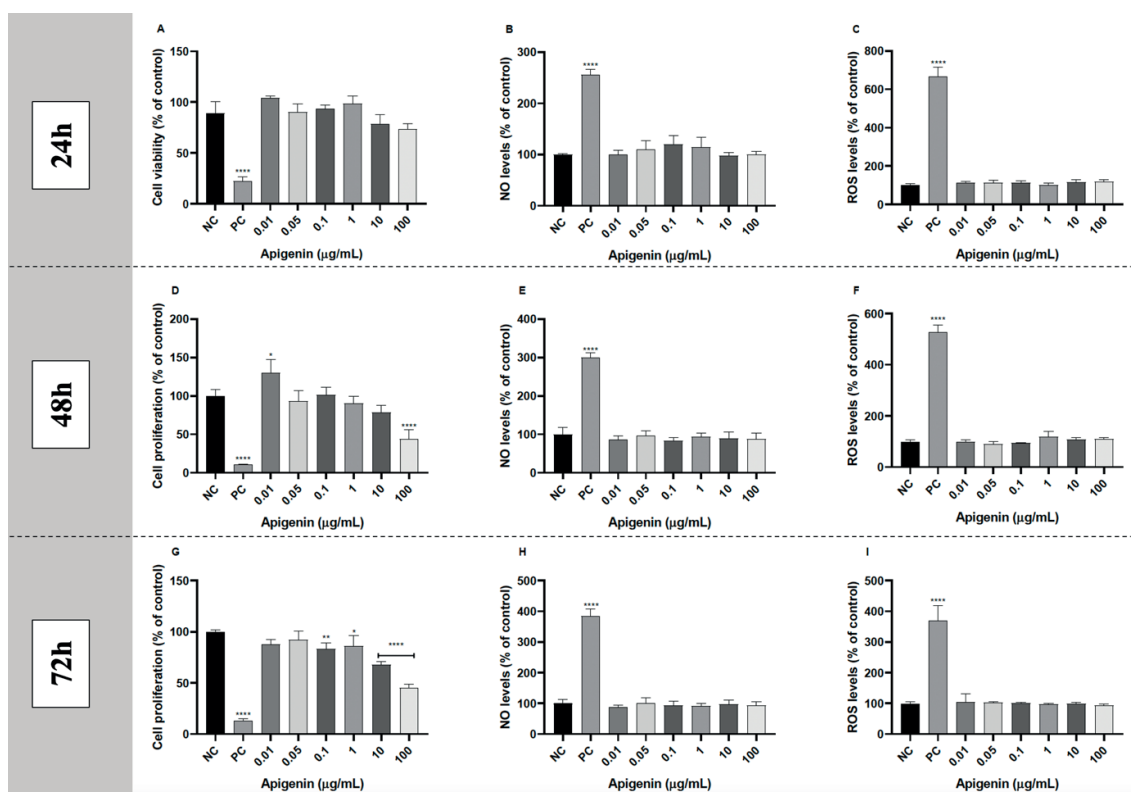 24h
A
Cell viability (% of control)
150
100
50
0
****
NC PC 0.01 0.05 0.1 1 10 100
Apigenin (μg/mL)
B
NO levels (% of control)
300
200
100
0
****
NC PC 0.01 0.05 0.1 1 10 100
Apigenin (μg/mL)
C
ROS levels (% of control)
800
600
400
200
0
****
NC PC 0.01 0.05 0.1 1 10 100
Apigenin (μg/mL)
48h
D
Cell proliferation (% of control)
200
150
100
50
0
****
*
****
NC PC 0.01 0.05 0.1 1 10 100
Apigenin (μg/mL)
E
NO levels (% of control)
400
300
200
100
0
****
NC PC 0.01 0.05 0.1 1 10 100
Apigenin (μg/mL)
F
ROS levels (% of control)
600
400
200
0
****
NC PC 0.01 0.05 0.1 1 10 100
Apigenin (μg/mL)
72h
G
Cell proliferation (% of control)
150
100
50
0
****
**
*
****
NC PC 0.01 0.05 0.1 1 10 100
Apigenin (μg/mL)
H
NO levels (% of control)
500
400
300
200
100
0
****
NC PC 0.01 0.05 0.1 1 10 100
Apigenin (μg/mL)
I
ROS levels (% of control)
500
400
300
200
100
0
****
NC PC 0.01 0.05 0.1 1 10 100
Apigenin (μg/mL)